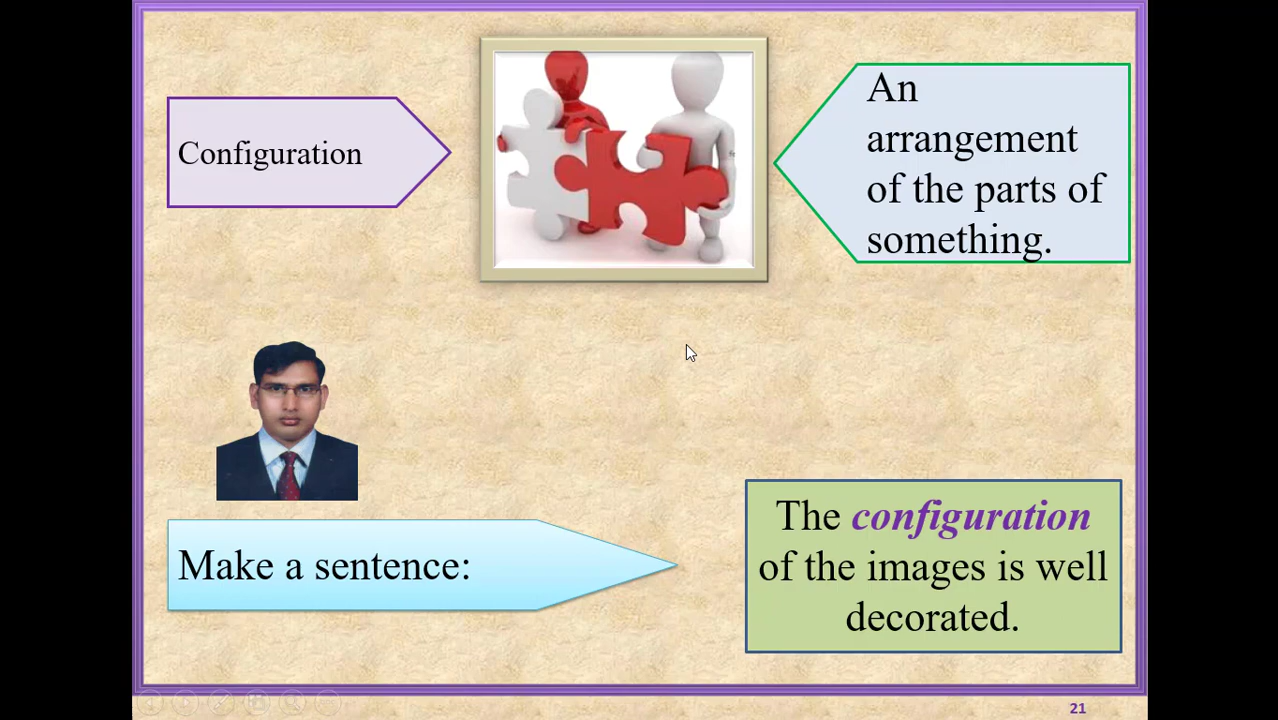 Configuration
An
arrangement
of the parts of
something.
Make a sentence:
The configuration
of the images is well
decorated.
21